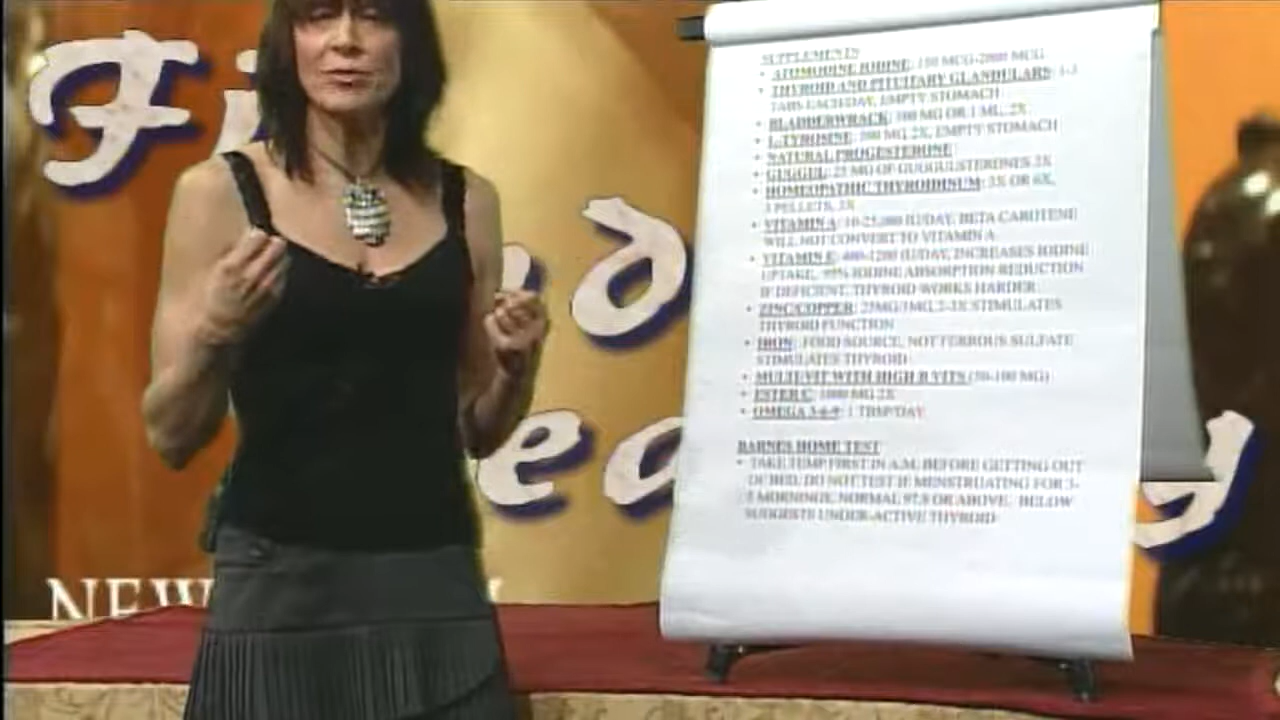 Fi
d
ea
y
NEW
SUPPLEMENTS
• ATOMODINE IODINE: 150 MCG-2000 MCG
• THYROID AND PITUITARY GLANDULARS: 1-3
TABS EACH/DAY, EMPTY STOMACH
• BLADDERWRACK: 100 MG OR 1 ML, 2X
• L-TYROSINE: 500 MG 2X, EMPTY STOMACH
• NATURAL PROGESTERONE
• GUGGUL: 25 MG OF GUGGULSTERONES 2X
• HOMEOPATHIC THYROIDINUM: 3X OR 6X,
3 PELLETS, 2X
• VITAMIN A: 10-25,000 IU/DAY, BETA CAROTENE
WILL NOT CONVERT TO VITAMIN A
• VITAMIN E: 400-1200 IU/DAY, INCREASES IODINE
UPTAKE, 95% IODINE ABSORPTION REDUCTION
IF DEFICIENT, THYROID WORKS HARDER
• ZINC/COPPER: 25MG/3MG, 2-3X STIMULATES
THYROID FUNCTION
• IRON: FOOD SOURCE, NOT FERROUS SULFATE
STIMULATES THYROID
• MULTI/VIT WITH HIGH B VITS (50-100 MG)
• ESTER C: 1000 MG 2X
• OMEGA 3-6-9: 1 TBSP/DAY
BARNES HOME TEST
• TAKE TEMP FIRST IN A.M. BEFORE GETTING OUT
OF BED, DO NOT TEST IF MENSTRUATING FOR 3-
5 MORNINGS, NORMAL 97.8 OR ABOVE. BELOW
SUGGESTS UNDER-ACTIVE THYROID